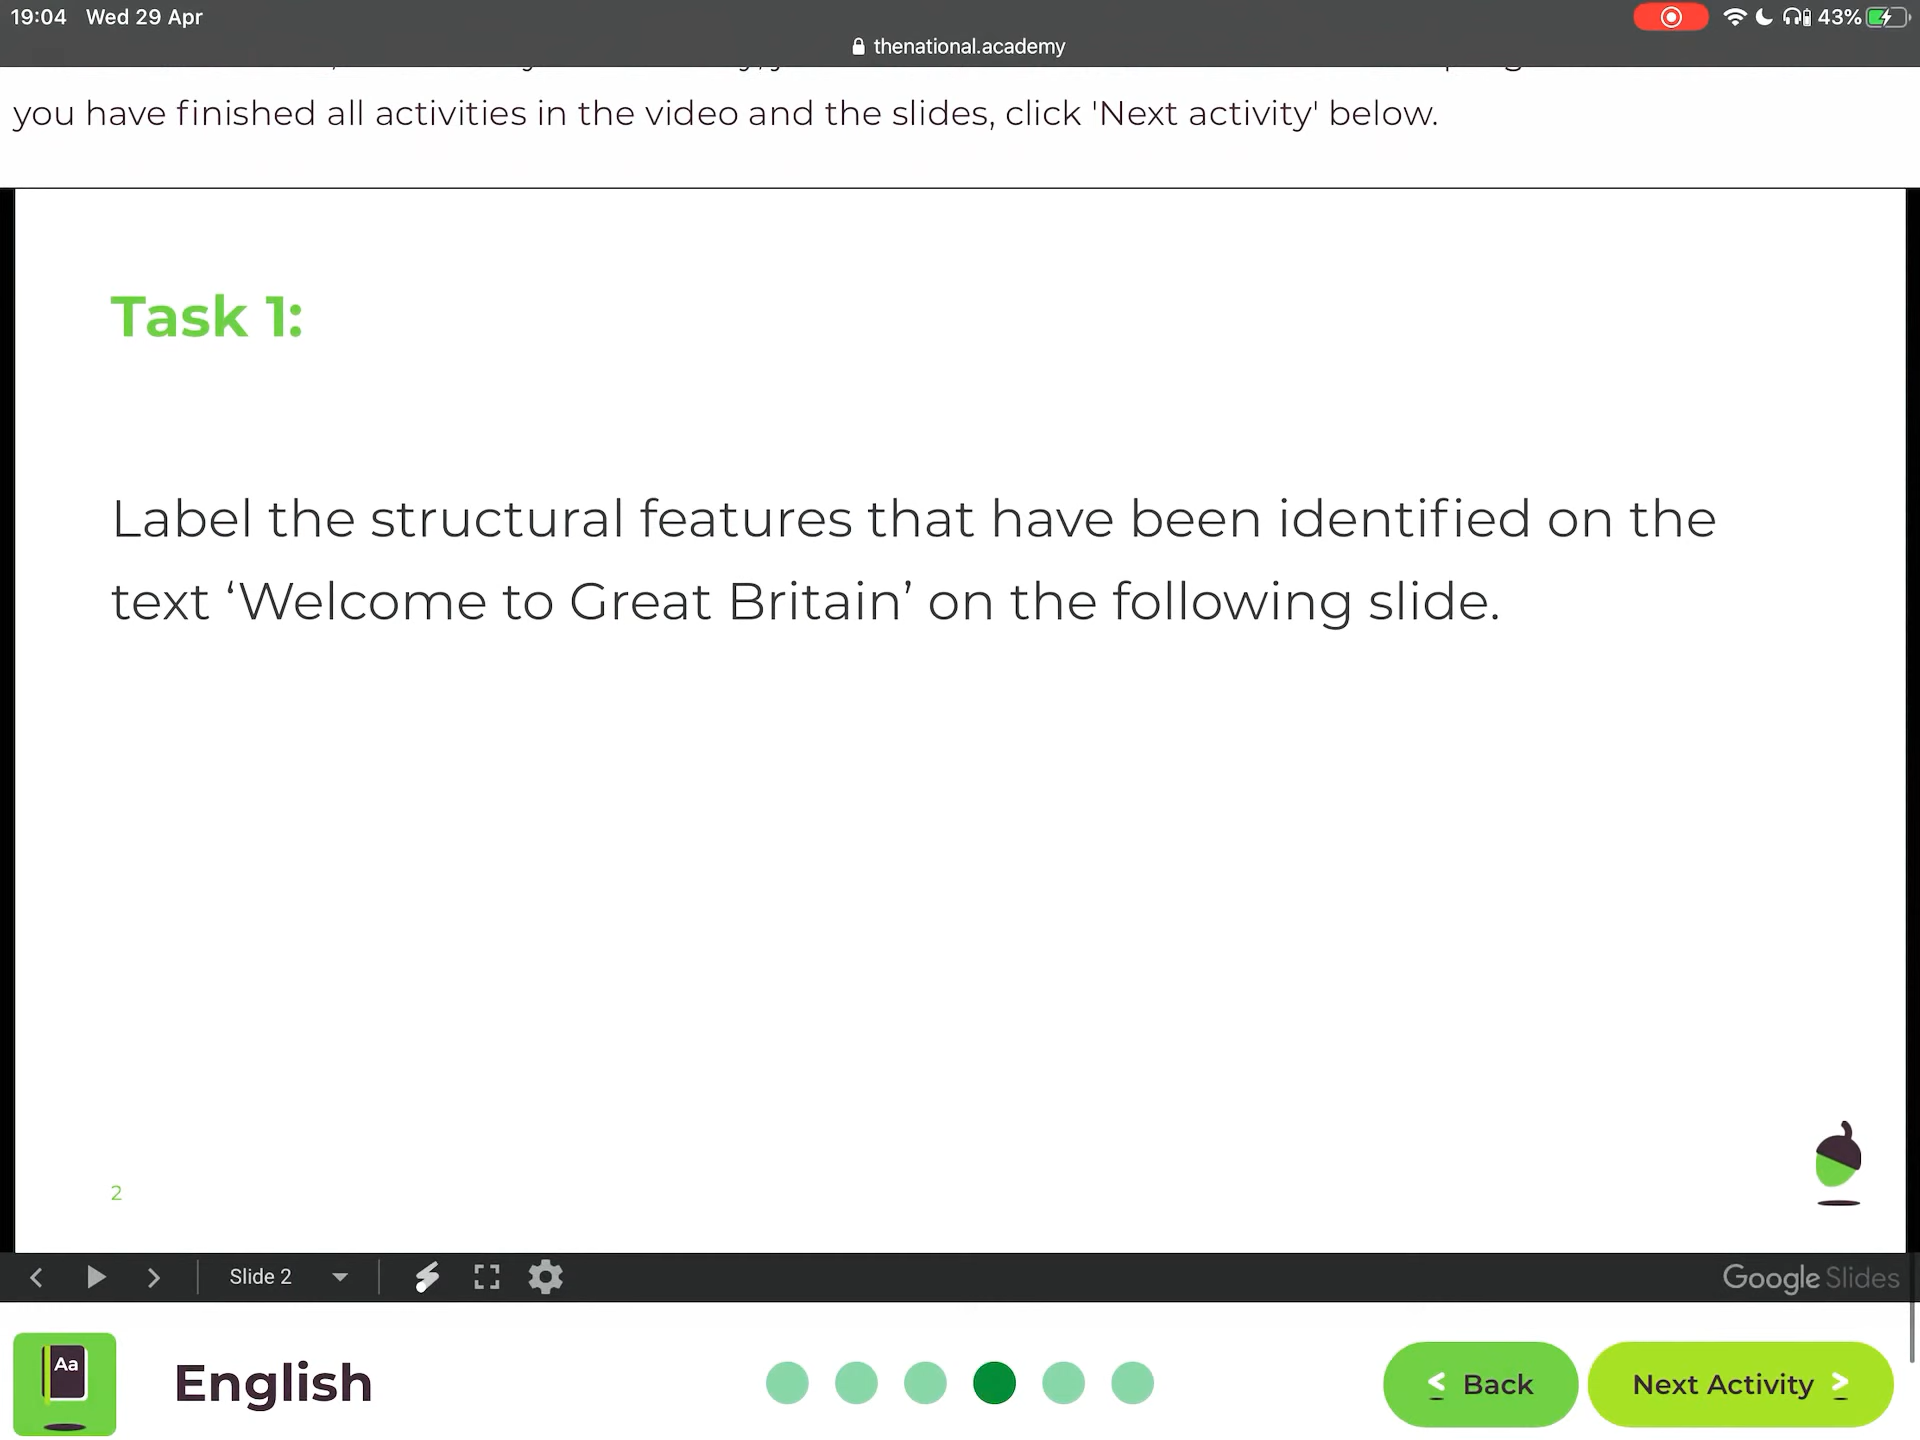 19:04 Wed 29 Apr
43%
thenational.academy
you have finished all activities in the video and the slides, click 'Next activity' below.
Task 1:
Label the structural features that have been identified on the
text ‘Welcome to Great Britain’ on the following slide.
2
Slide 2
Google Slides
Aa
English
< Back
Next Activity >